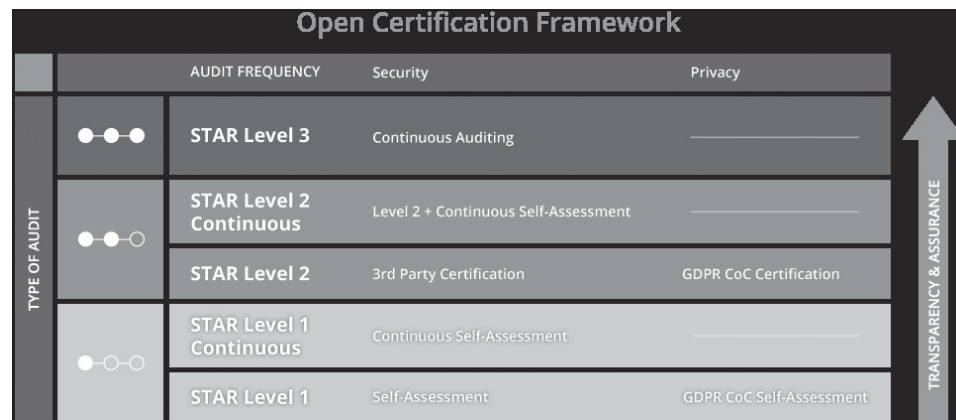 Open Certification Framework
AUDIT FREQUENCY Security Privacy
STAR Level 3 Continuous Auditing
STAR Level 2
Continuous Level 2 + Continuous Self-Assessment
STAR Level 2 3rd Party Certification GDPR CoC Certification
STAR Level 1
Continuous Continuous Self-Assessment
STAR Level 1 Self-Assessment GDPR CoC Self-Assessment
TYPE OF AUDIT
TRANSPARENCY & ASSURANCE